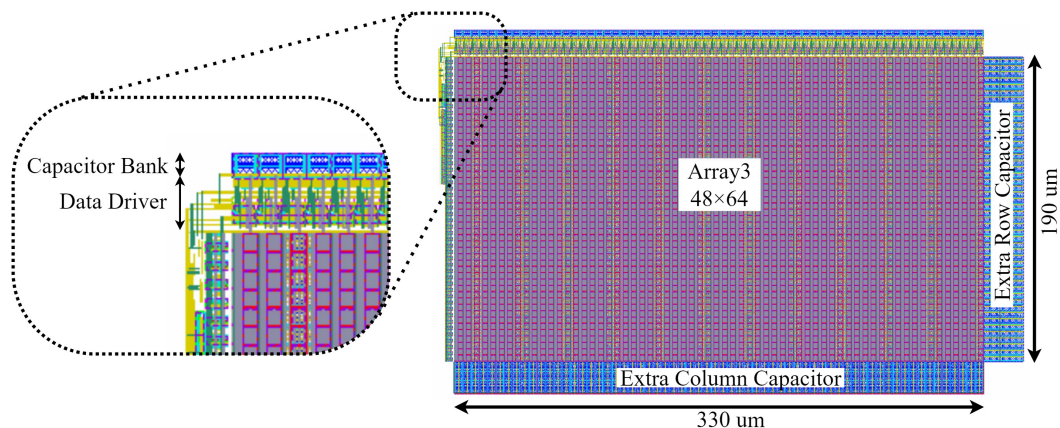 Capacitor Bank
Data Driver
Array3
48×64
Extra Row Capacitor
190 um
Extra Column Capacitor
330 um